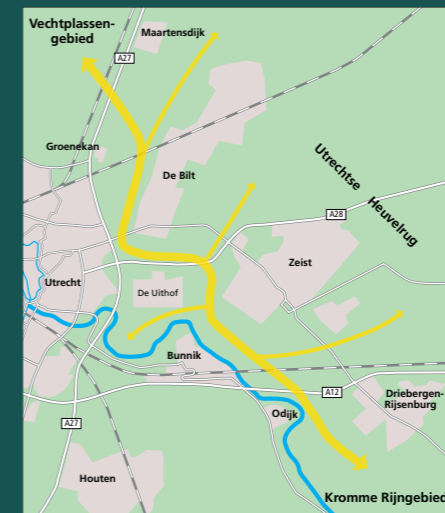 Vechtplassen-
gebied
Maartensdijk
A27
Groenekan
De Bilt
Utrechtse
Heuvelrug
A28
Zeist
Utrecht
De Uithof
Bunnik
A12
Driebergen-
Rijsenburg
Odijk
A27
Houten
Kromme Rijngebied